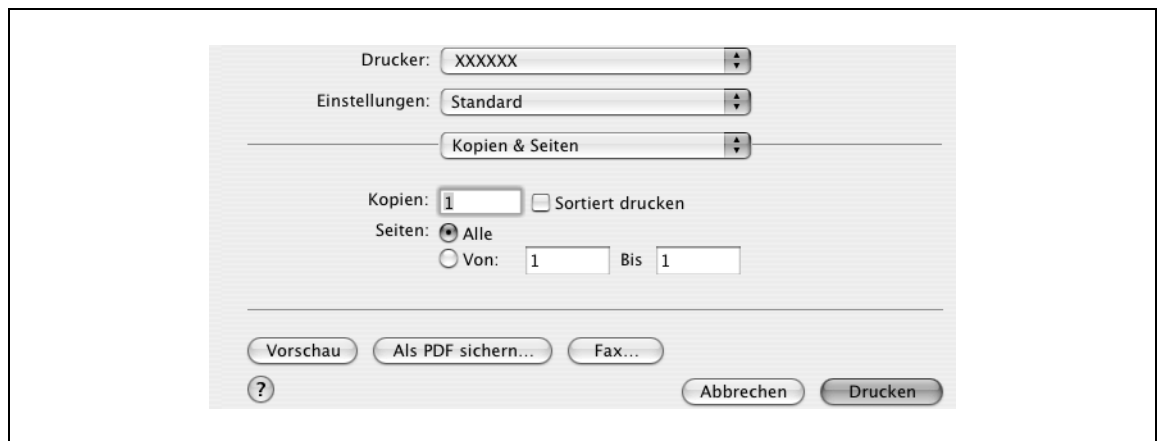 Drucker: XXXXXX
Einstellungen: Standard
Kopien & Seiten
Kopien: 1 Sortiert drucken
Seiten: Alle
Von: 1 Bis 1
Vorschau Als PDF sichern... Fax...
? Abbrechen Drucken